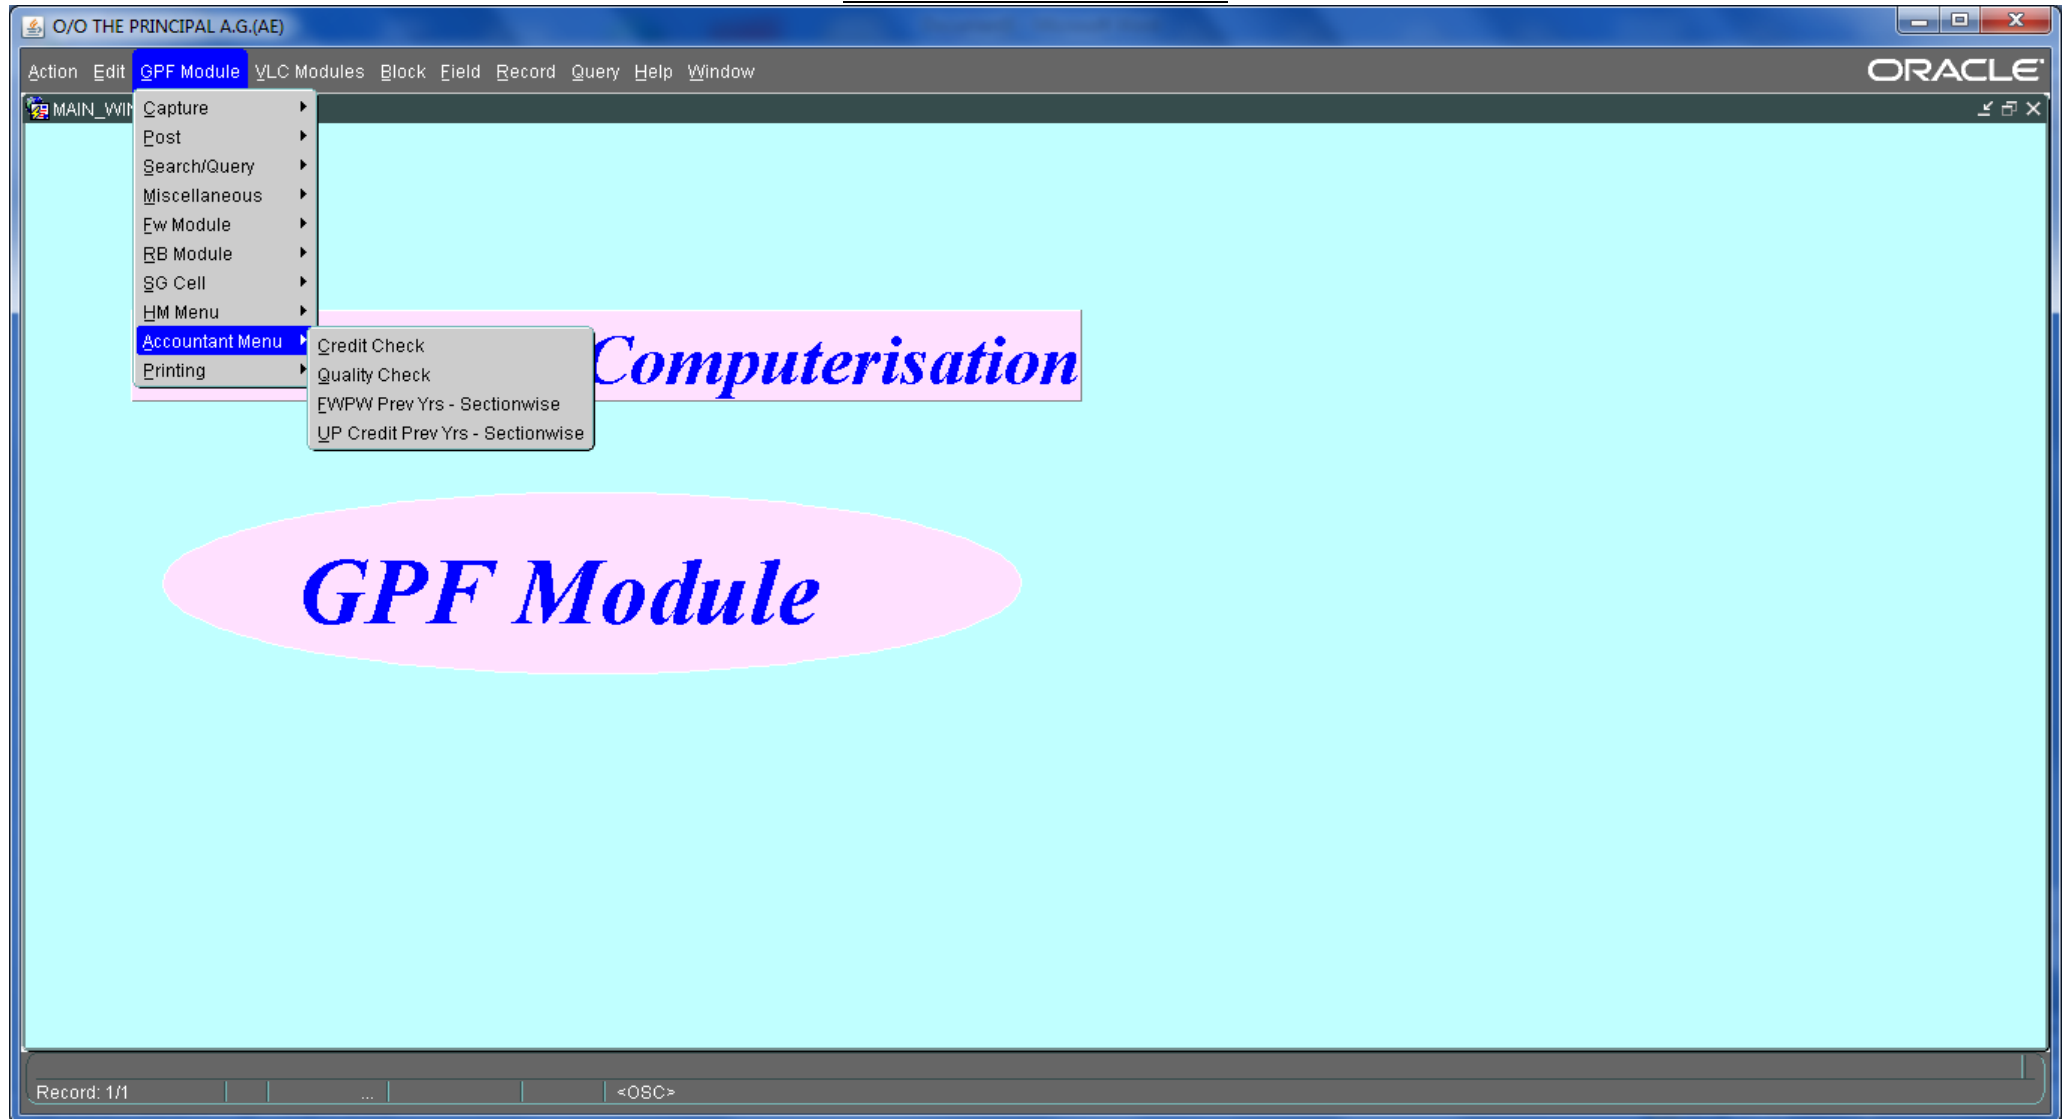 O/O THE PRINCIPAL A.G.(AE)
Action Edit GPF Module VLC Modules Block Field Record Query Help Window
ORACLE
MAIN_WIN
Capture
Post
Search/Query
Miscellaneous
Fw Module
RB Module
SG Cell
HM Menu
Accountant Menu
Printing
Credit Check
Quality Check
FWPW Prev Yrs - Sectionwise
UP Credit Prev Yrs - Sectionwise
Computerisation
GPF Module
Record: 1/1 ... <OSC>